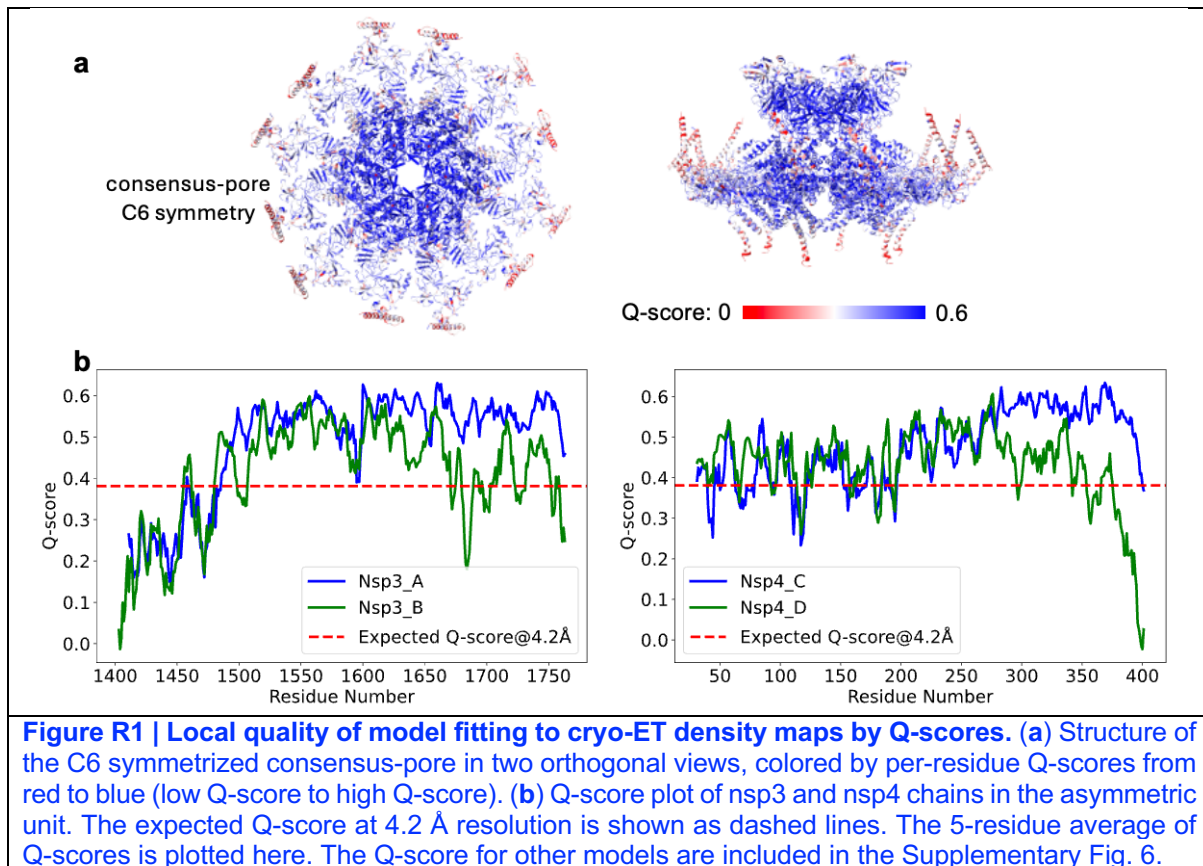 a
consensus-pore
C6 symmetry
Q-score: 0
0.6
b
Q-score
0.6
0.5
0.4
0.3
0.2
0.1
0.0
1400 1450 1500 1550 1600 1650 1700 1750
Residue Number
Nsp3_A
Nsp3_B
Expected Q-score@4.2Å
Q-score
0.6
0.5
0.4
0.3
0.2
0.1
0.0
50 100 150 200 250 300 350 400
Residue Number
Nsp4_C
Nsp4_D
Expected Q-score@4.2Å
Figure R1 | Local quality of model fitting to cryo-ET density maps by Q-scores. (a) Structure of
the C6 symmetrized consensus-pore in two orthogonal views, colored by per-residue Q-scores from
red to blue (low Q-score to high Q-score). (b) Q-score plot of nsp3 and nsp4 chains in the asymmetric
unit. The expected Q-score at 4.2 Å resolution is shown as dashed lines. The 5-residue average of
Q-scores is plotted here. The Q-score for other models are included in the Supplementary Fig. 6.